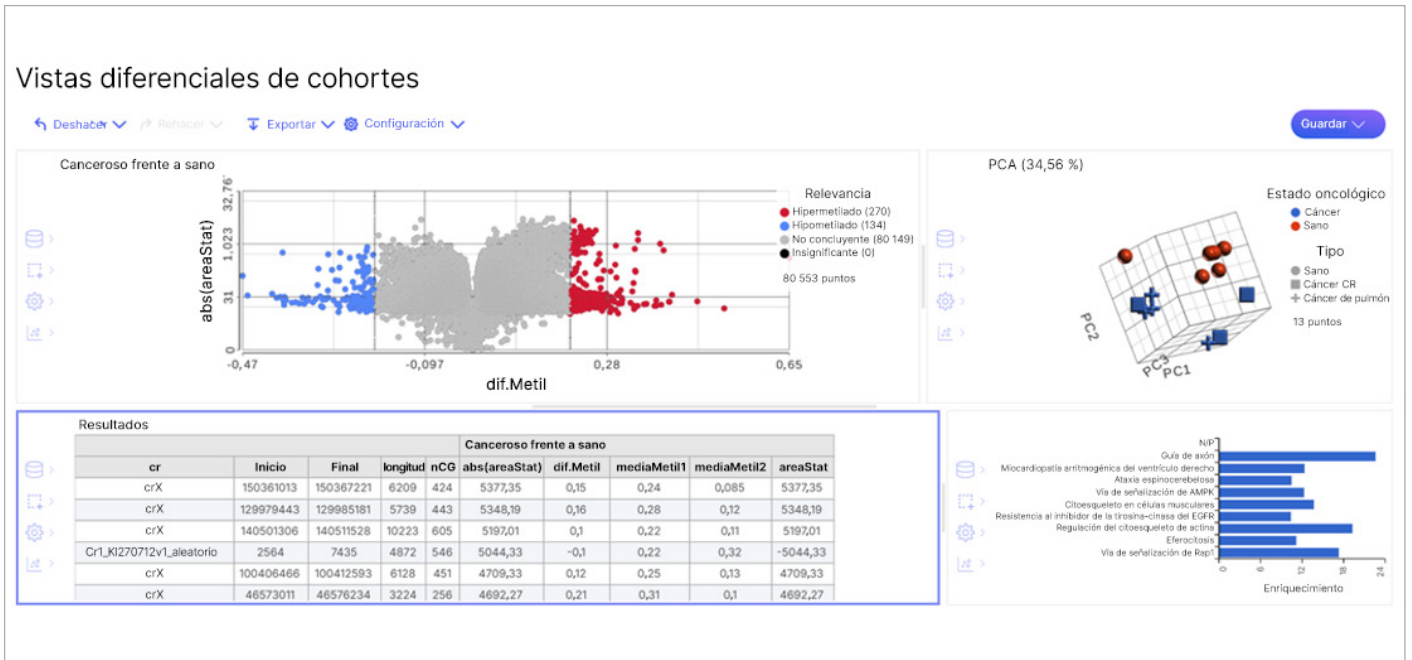 Vistas diferenciales de cohortes
Deshacer Rehacer Exportar Configuración Guardar
Canceroso frente a sano
abs(areaStat)
32,76
1.023
31
0
-0,47 -0,097 0,28 0,65
dif.Metil
Relevancia
Hipermetilado (270)
Hipometilado (134)
No concluyente (80 149)
Insignificante (0)
80 553 puntos
PCA (34,56 %)
PC2
PC3
PC1
Estado oncológico
Cáncer
Sano
Tipo
Sano
Cáncer CR
Cáncer de pulmón
13 puntos
Resultados
Canceroso frente a sano
cr Inicio Final longitud nCG abs(areaStat) dif.Metil mediaMetil1 mediaMetil2 areaStat
crX 150361013 150367221 6209 424 5377,35 0,15 0,24 0,085 5377,35
crX 129979443 129985181 5739 443 5348,19 0,16 0,28 0,12 5348,19
crX 140501306 140511528 10223 605 5197,01 0,1 0,22 0,11 5197,01
Cr1_KI270712v1_aleatorio 2564 7435 4872 546 5044,33 -0,1 0,22 0,32 -5044,33
crX 100406466 100412593 6128 451 4709,33 0,12 0,25 0,13 4709,33
crX 46573011 46576234 3224 256 4692,27 0,21 0,31 0,1 4692,27
N/P
Guía de axón
Miocardiopatía arritmogénica del ventrículo derecho
Ataxia espinocerebelosa
Vía de señalización de AMPK
Citoesqueleto en células musculares
Resistencia al inhibidor de la tirosina-cinasa del EGFR
Regulación del citoesqueleto de actina
Eferocitosis
Vía de señalización de Rap1
0 6 12 18 24
Enriquecimiento